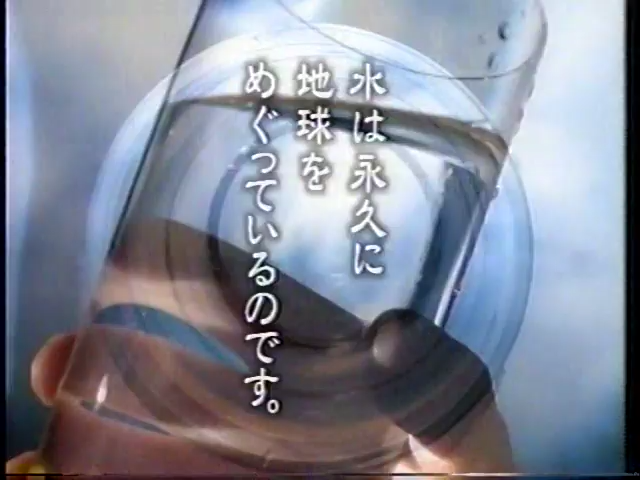 水は永久に
地球を
めぐっているのです。